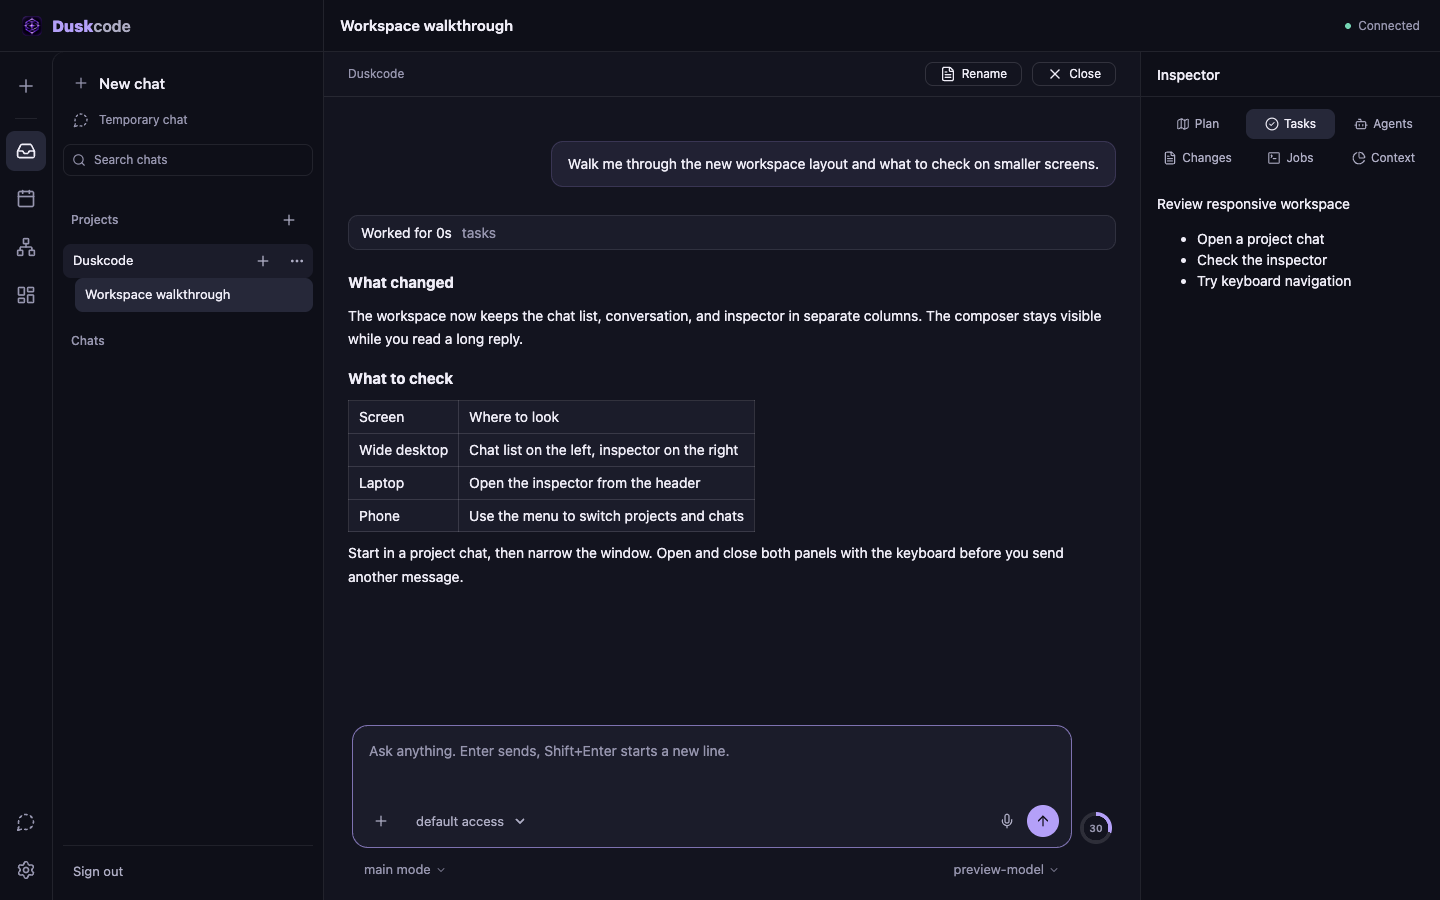 Duskcode
Workspace walkthrough
Connected
New chat
Temporary chat
Search chats
Projects
Duskcode
Workspace walkthrough
Chats
Sign out
Duskcode
Rename
Close
Walk me through the new workspace layout and what to check on smaller screens.
Worked for 0s tasks
What changed
The workspace now keeps the chat list, conversation, and inspector in separate columns. The composer stays visible
while you read a long reply.
What to check
Screen Where to look
Wide desktop Chat list on the left, inspector on the right
Laptop Open the inspector from the header
Phone Use the menu to switch projects and chats
Start in a project chat, then narrow the window. Open and close both panels with the keyboard before you send
another message.
Ask anything. Enter sends, Shift+Enter starts a new line.
default access
30
main mode
preview-model
Inspector
Plan Tasks Agents
Changes Jobs Context
Review responsive workspace
• Open a project chat
• Check the inspector
• Try keyboard navigation